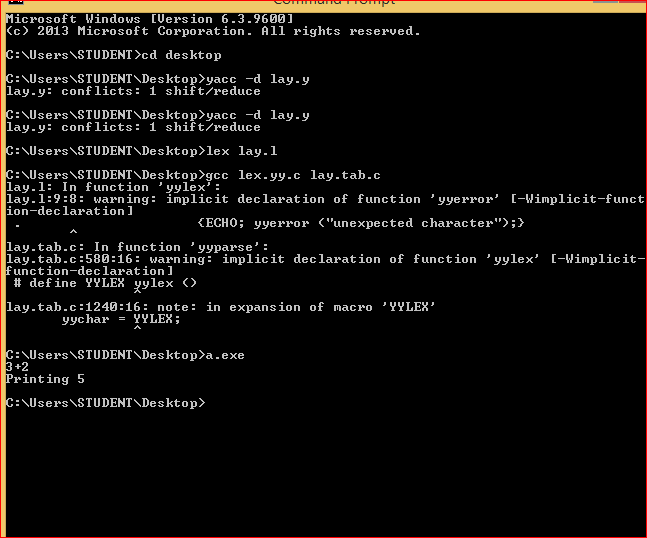 Command Prompt
Microsoft Windows [Version 6.3.9600]
(c) 2013 Microsoft Corporation. All rights reserved.
C:\Users\STUDENT>cd desktop
C:\Users\STUDENT\Desktop>yacc -d lay.y
lay.y: conflicts: 1 shift/reduce
C:\Users\STUDENT\Desktop>yacc -d lay.y
lay.y: conflicts: 1 shift/reduce
C:\Users\STUDENT\Desktop>lex lay.l
C:\Users\STUDENT\Desktop>gcc lex.yy.c lay.tab.c
lay.l: In function 'yylex':
lay.l:9:8: warning: implicit declaration of function 'yyerror' [-Wimplicit-funct
ion-declaration]
 .                      {ECHO; yyerror ("unexpected character");}
        ^
lay.tab.c: In function 'yyparse':
lay.tab.c:580:16: warning: implicit declaration of function 'yylex' [-Wimplicit-
function-declaration]
 # define YYLEX yylex ()
                ^
lay.tab.c:1240:16: note: in expansion of macro 'YYLEX'
       yychar = YYLEX;
                ^
C:\Users\STUDENT\Desktop>a.exe
3+2
Printing 5
C:\Users\STUDENT\Desktop>